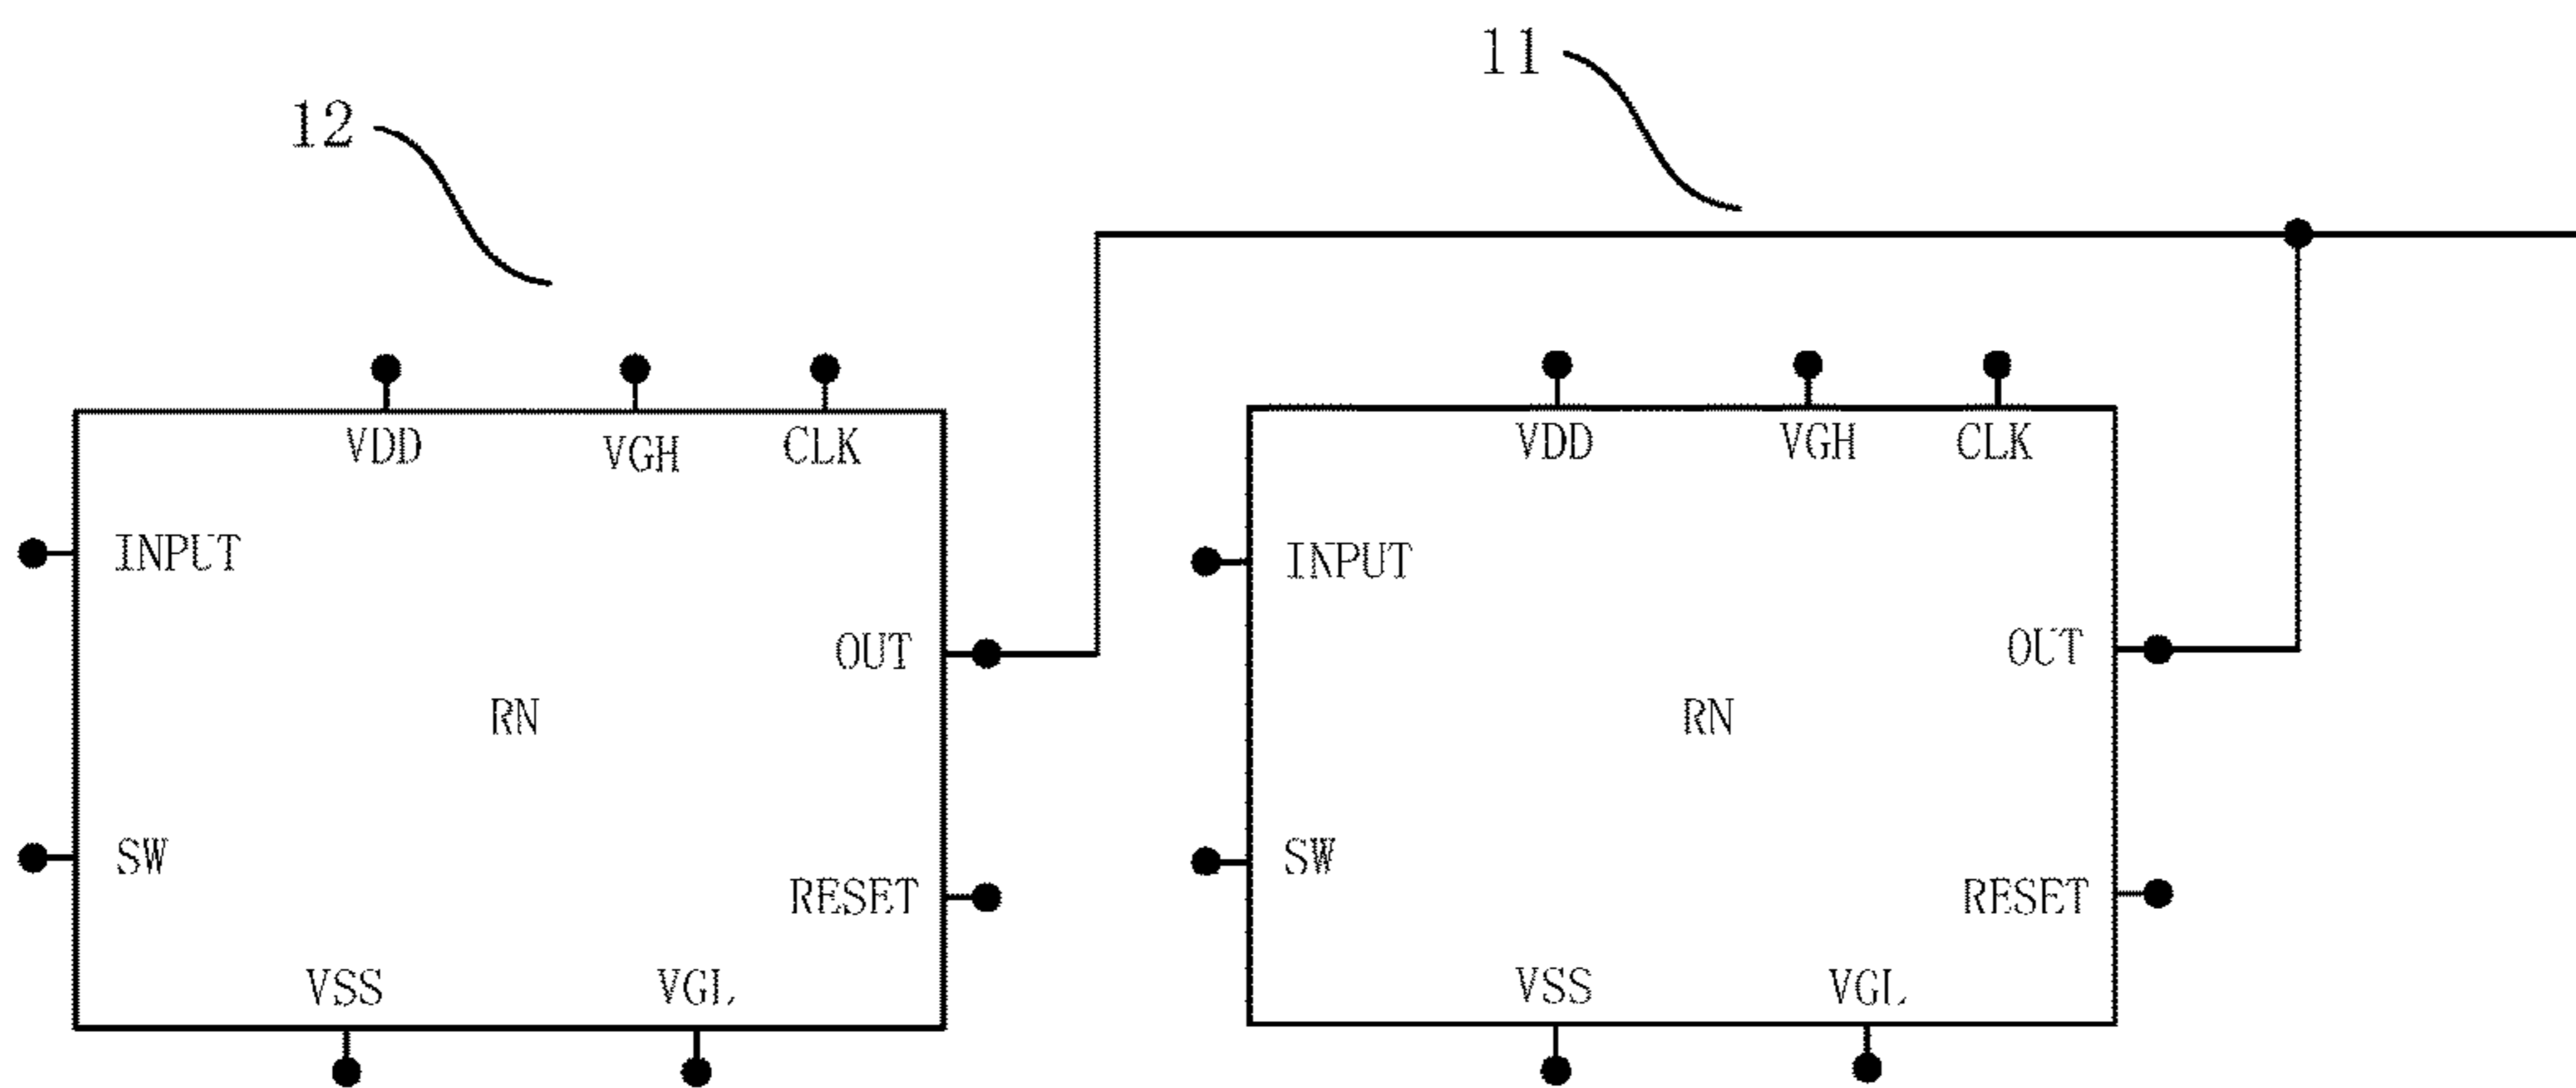 11
12
VDD VGH CLK
VDD VGH CLK
INPUT
INPUT
OUT
OUT
RN
RN
SW
SW
RESET
RESET
VSS VGL
VSS VGL